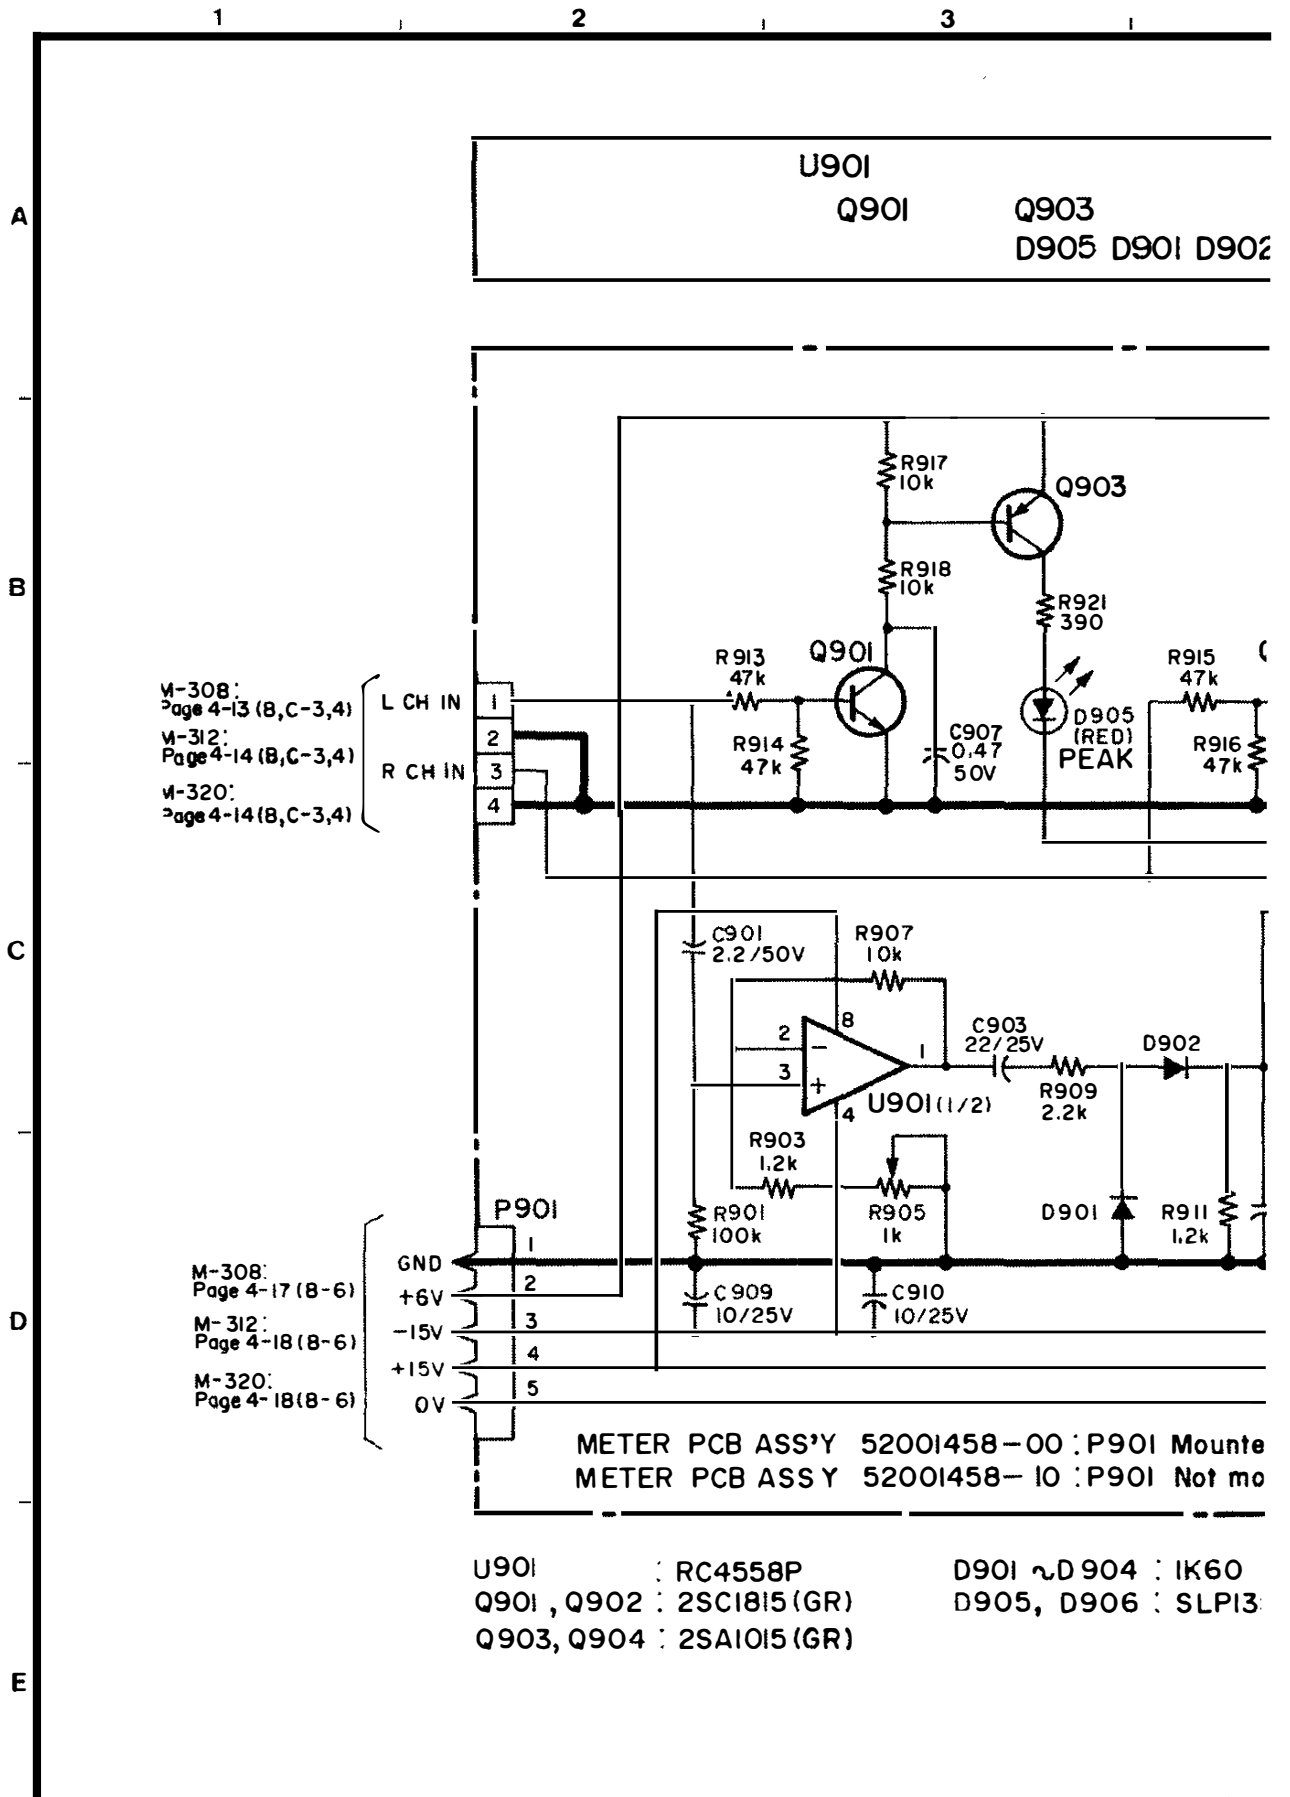 1 2 3
A
U901
Q901 Q903
D905 D901 D902
R917
10k
Q903
B
R918
10k
R921
390
R913
47k
Q901
R915
47k
M-308:
Page 4-13 (B,C-3,4)
L CH IN 1
D905
(RED)
PEAK
M-312:
Page 4-14 (B,C-3,4)
2
R914
47k
C907
0.47
50V
R916
47k
R CH IN 3
M-320:
Page 4-14 (B,C-3,4)
4
C
C901
2.2/50V
R907
10k
8
2
−
3
+
1
4
U901(1/2)
C903
22/25V
D902
R909
2.2k
R903
1.2k
P901
R901
100k
R905
1k
D901
R911
1.2k
GND 1
M-308:
Page 4-17 (B-6)
+6V 2
C909
10/25V
C910
10/25V
D
M-312:
Page 4-18 (B-6)
−15V 3
+15V 4
M-320:
Page 4-18 (B-6)
0V 5
METER PCB ASS'Y 52001458-00 : P901
METER PCB ASSY 52001458-10 : P901 Not
U901 : RC4558P
Q901, Q902 : 2SC1815(GR)
Q903, Q904 : 2SA1015(GR)
D901 ~ D904 : 1K60
D905, D906 :
E